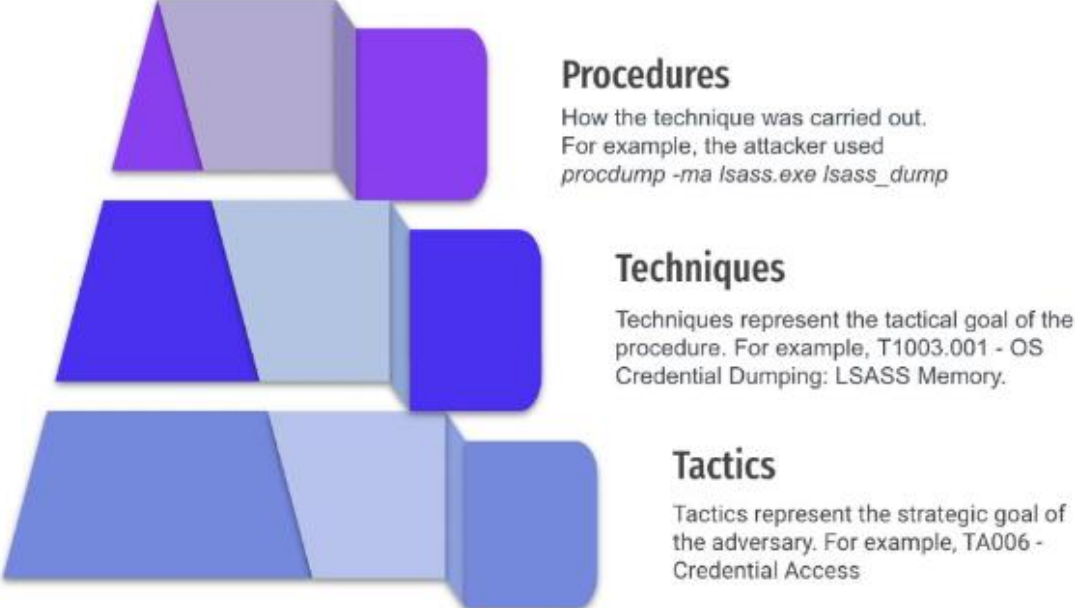 Procedures
How the technique was carried out.
For example, the attacker used
procdump -ma lsass.exe lsass_dump
Techniques
Techniques represent the tactical goal of the
procedure. For example, T1003.001 - OS
Credential Dumping: LSASS Memory.
Tactics
Tactics represent the strategic goal of
the adversary. For example, TA006 -
Credential Access